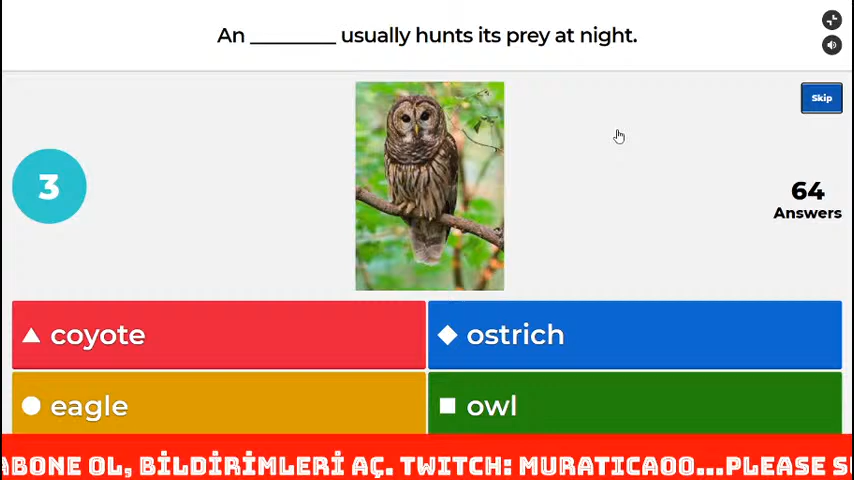 An ________ usually hunts its prey at night.
Skip
3
64
Answers
coyote
ostrich
eagle
owl
ABONE OL, BİLDİRİMLERİ AÇ. TWITCH: MURATICAOO...PLEASE